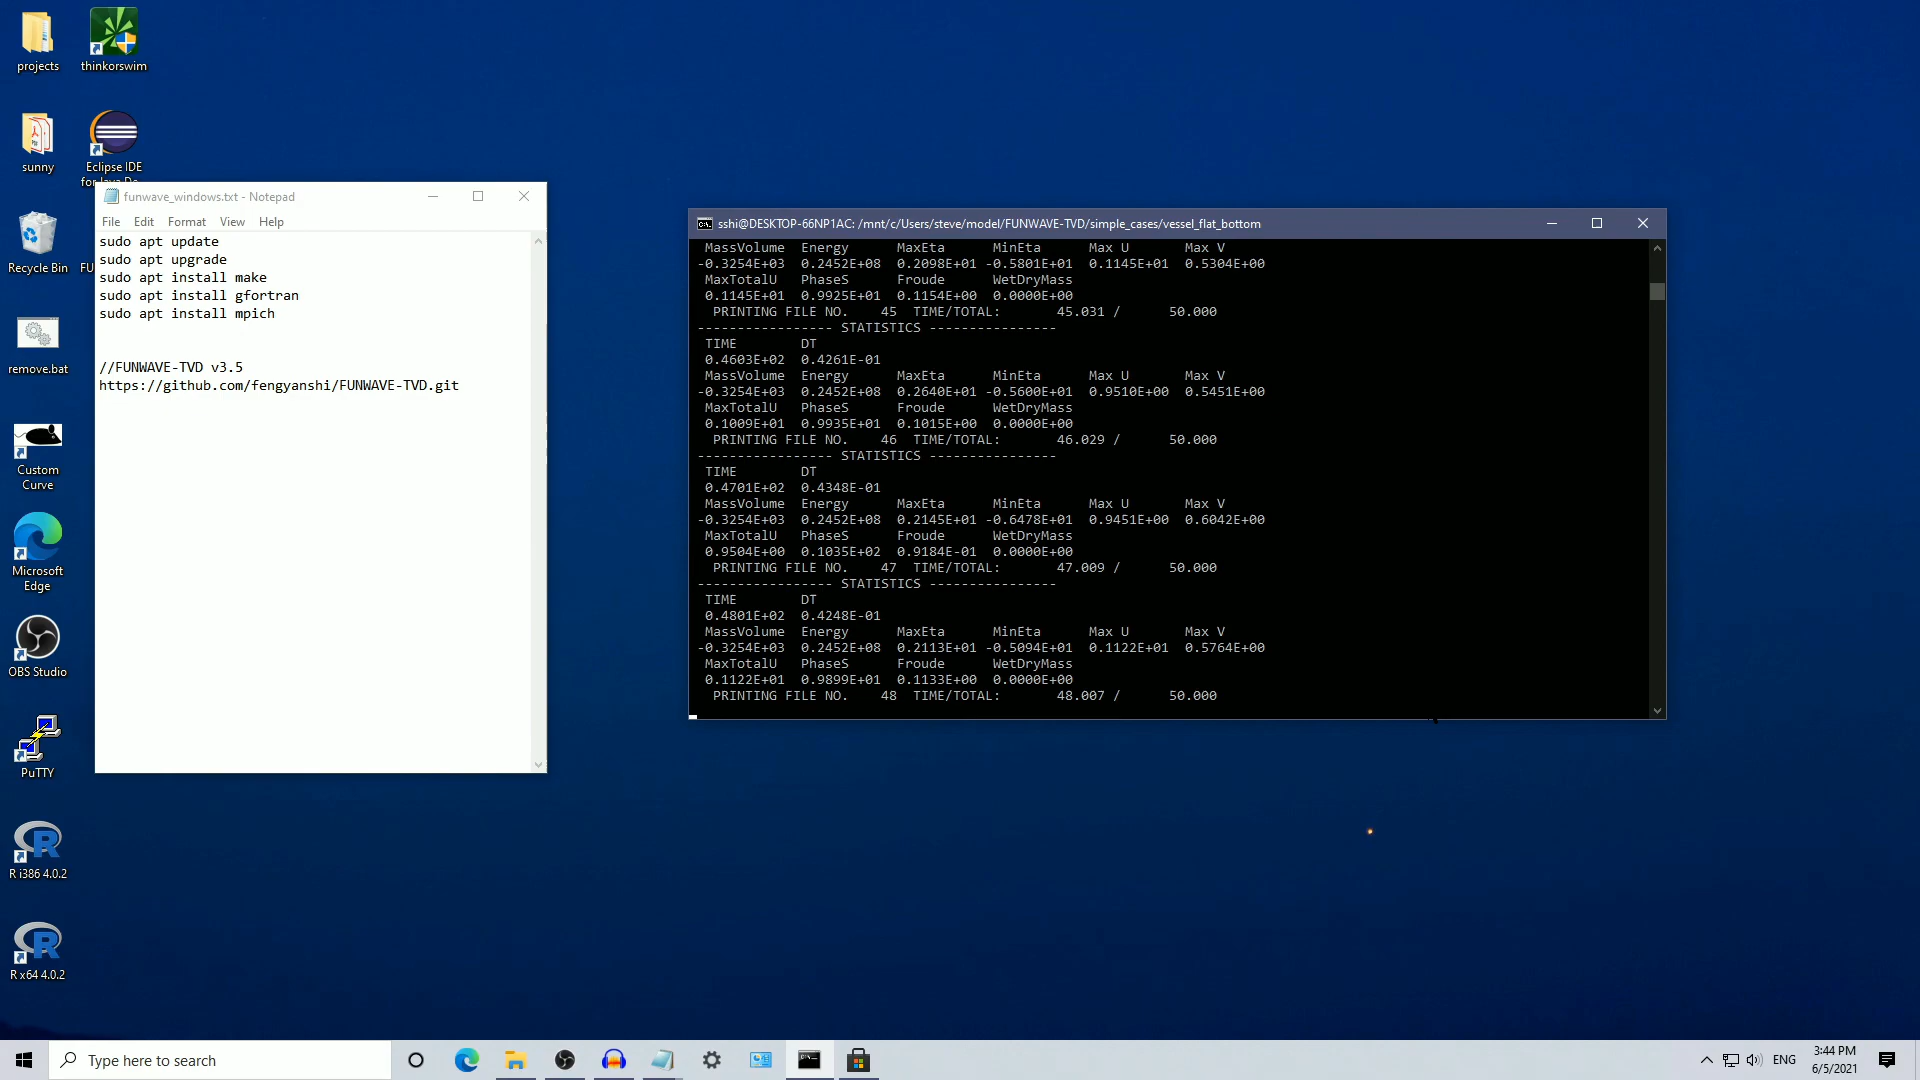 projects
thinkorswim
sunny
Eclipse IDE
for Java De...
Recycle Bin
FU
remove.bat
Custom
Curve
Microsoft
Edge
OBS Studio
PuTTY
R i386 4.0.2
R x64 4.0.2
funwave_windows.txt - Notepad
File Edit Format View Help
sudo apt update
sudo apt upgrade
sudo apt install make
sudo apt install gfortran
sudo apt install mpich
//FUNWAVE-TVD v3.5
https://github.com/fengyanshi/FUNWAVE-TVD.git
sshi@DESKTOP-66NP1AC: /mnt/c/Users/steve/model/FUNWAVE-TVD/simple_cases/vessel_flat_bottom
MassVolume Energy MaxEta MinEta Max U Max V
-0.3254E+03 0.2452E+08 0.2098E+01 -0.5801E+01 0.1145E+01 0.5304E+00
MaxTotalU PhaseS Froude WetDryMass
0.1145E+01 0.9925E+01 0.1154E+00 0.0000E+00
PRINTING FILE NO. 45 TIME/TOTAL: 45.031 / 50.000
----------------- STATISTICS ----------------
TIME DT
0.4603E+02 0.4261E-01
MassVolume Energy MaxEta MinEta Max U Max V
-0.3254E+03 0.2452E+08 0.2640E+01 -0.5600E+01 0.9510E+00 0.5451E+00
MaxTotalU PhaseS Froude WetDryMass
0.1009E+01 0.9935E+01 0.1015E+00 0.0000E+00
PRINTING FILE NO. 46 TIME/TOTAL: 46.029 / 50.000
----------------- STATISTICS ----------------
TIME DT
0.4701E+02 0.4348E-01
MassVolume Energy MaxEta MinEta Max U Max V
-0.3254E+03 0.2452E+08 0.2145E+01 -0.6478E+01 0.9451E+00 0.6042E+00
MaxTotalU PhaseS Froude WetDryMass
0.9504E+00 0.1035E+02 0.9184E-01 0.0000E+00
PRINTING FILE NO. 47 TIME/TOTAL: 47.009 / 50.000
----------------- STATISTICS ----------------
TIME DT
0.4801E+02 0.4248E-01
MassVolume Energy MaxEta MinEta Max U Max V
-0.3254E+03 0.2452E+08 0.2113E+01 -0.5094E+01 0.1122E+01 0.5764E+00
MaxTotalU PhaseS Froude WetDryMass
0.1122E+01 0.9899E+01 0.1133E+00 0.0000E+00
PRINTING FILE NO. 48 TIME/TOTAL: 48.007 / 50.000
Type here to search
ENG
3:44 PM
6/5/2021